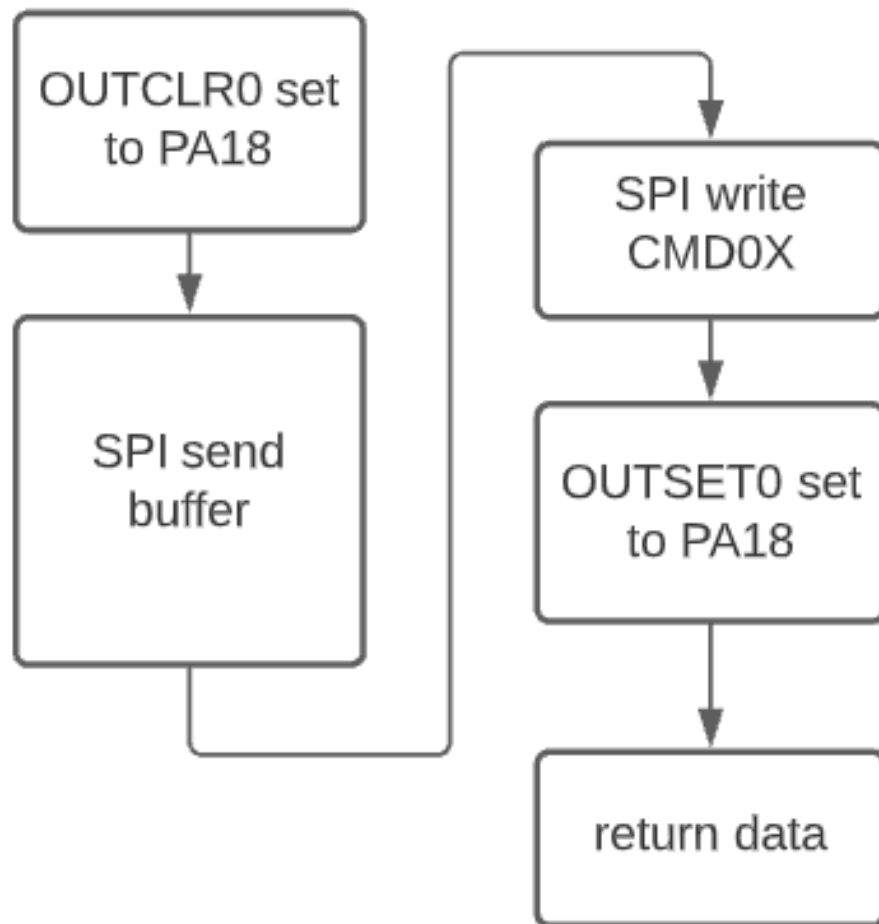 OUTCLR0 set
to PA18
SPI send
buffer
SPI write
CMD0X
OUTSET0 set
to PA18
return data